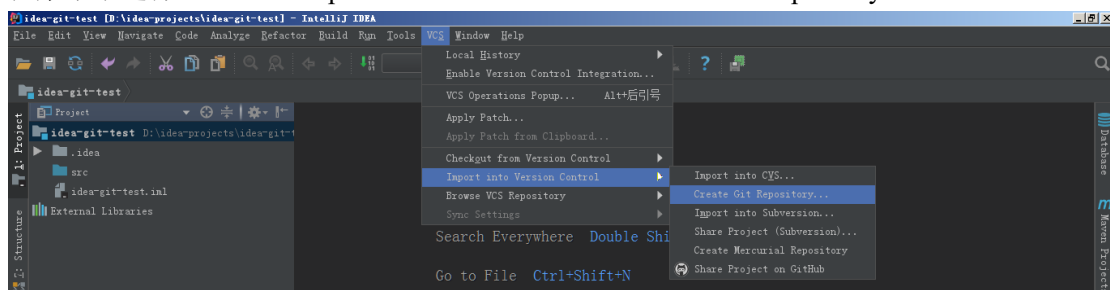 idea-git-test [D:\idea-projects\idea-git-test] - IntelliJ IDEA
File Edit View Navigate Code Analyze Refactor Build Run Tools VCS Window Help
idea-git-test
Project
idea-git-test D:\idea-projects\idea-git-t
.idea
src
idea-git-test.iml
External Libraries
1: Project
7: Structure
Local History
Enable Version Control Integration...
VCS Operations Popup... Alt+后引号
Apply Patch...
Apply Patch from Clipboard...
Checkout from Version Control
Import into Version Control
Browse VCS Repository
Sync Settings
Import into CVS...
Create Git Repository...
Import into Subversion...
Share Project (Subversion)...
Create Mercurial Repository
Share Project on GitHub
Search Everywhere Double Shi
Go to File Ctrl+Shift+N
Database
Maven Project